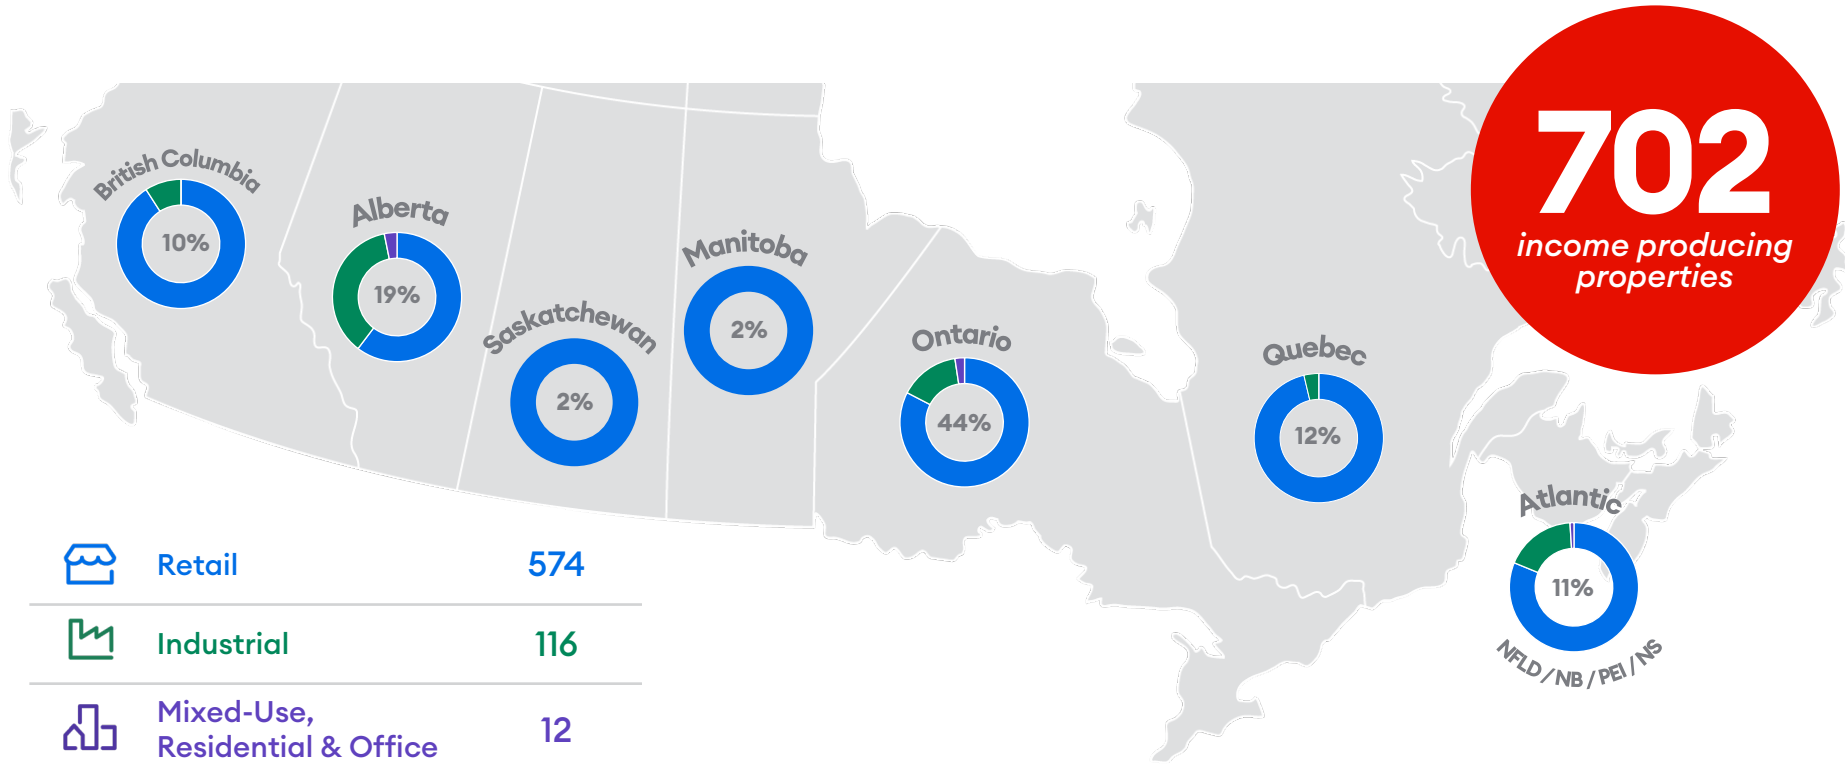 702
income producing
properties
British Columbia
10%
Alberta
19%
Saskatchewan
2%
Manitoba
2%
Ontario
44%
Quebec
12%
Atlantic
11%
NFLD / NB / PEI / NS
Retail 574
Industrial 116
Mixed-Use,
Residential & Office 12